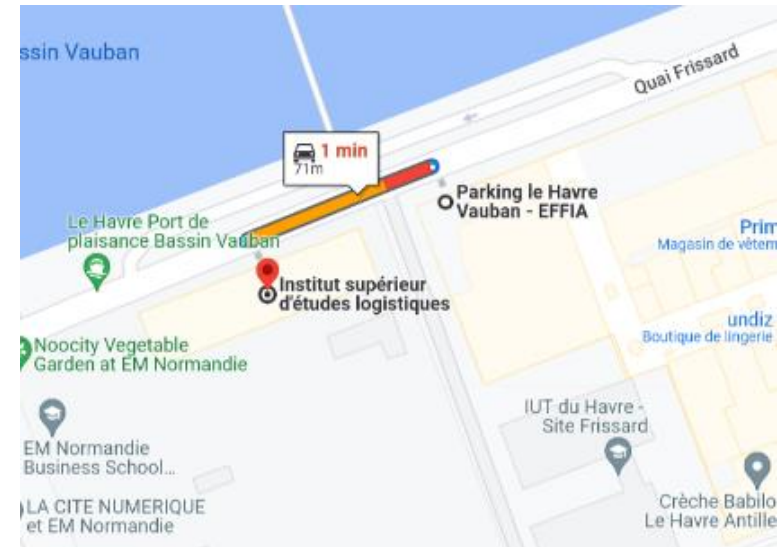 ssin Vauban
Quai Frissard
1 min
71m
Parking le Havre
Vauban - EFFIA
Le Havre Port de
plaisance Bassin Vauban
Prim
Magasin de vêtem
Institut supérieur
d'études logistiques
undiz
Boutique de lingerie
Noocity Vegetable
Garden at EM Normandie
IUT du Havre -
Site Frissard
EM Normandie
Business School...
LA CITE NUMERIQUE
et EM Normandie
Crèche Babilo
Le Havre Antille